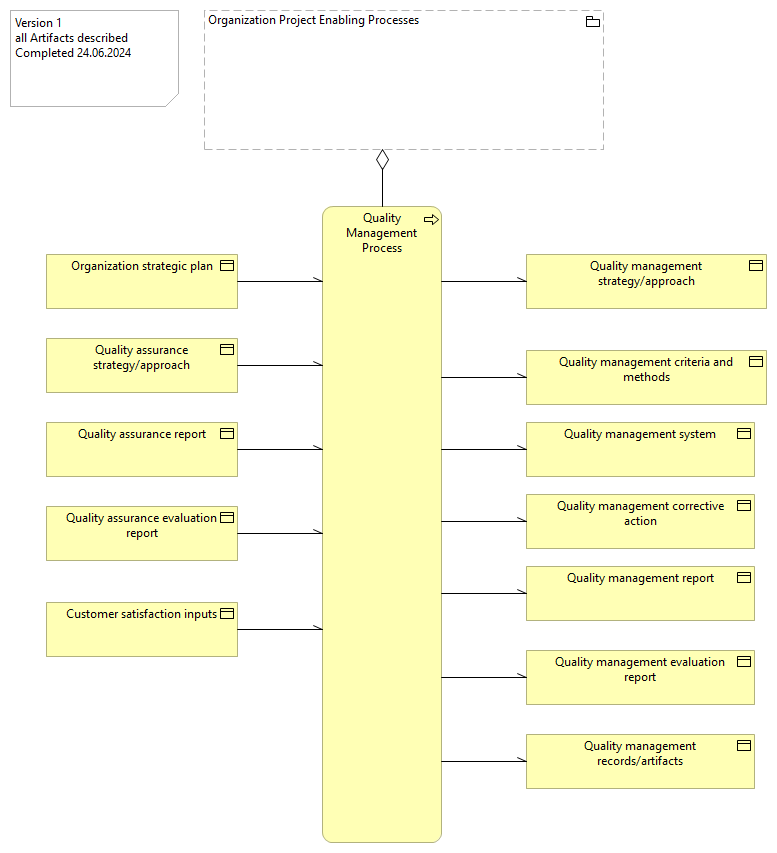 Version 1
all Artifacts described
Completed 24.06.2024
Organization Project Enabling Processes
Quality
Management
Process
Organization strategic plan
Quality assurance
strategy/approach
Quality assurance report
Quality assurance evaluation
report
Customer satisfaction inputs
Quality management
strategy/approach
Quality management criteria and
methods
Quality management system
Quality management corrective
action
Quality management report
Quality management evaluation
report
Quality management
records/artifacts